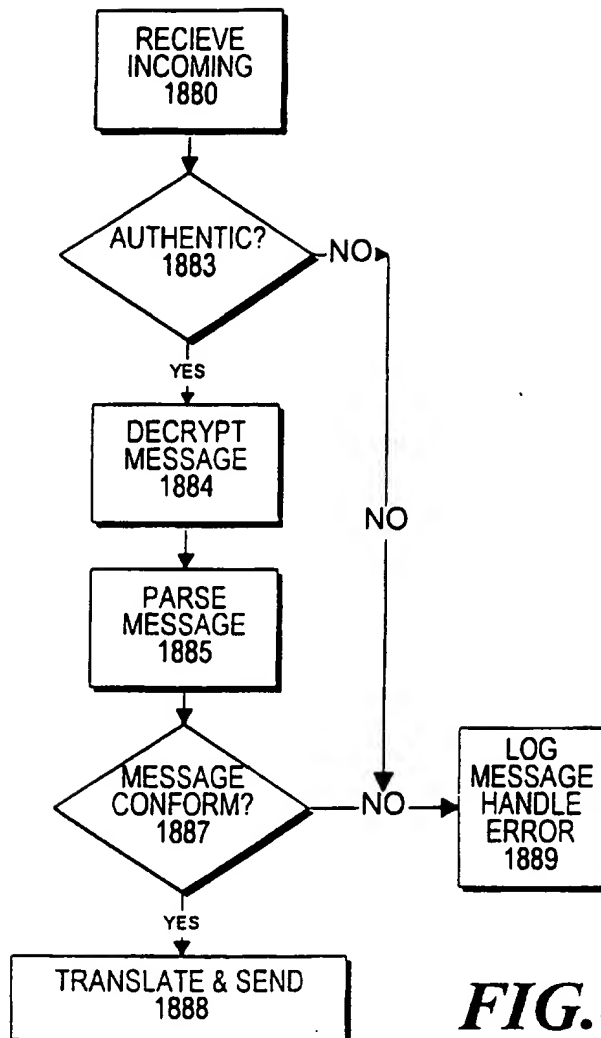 RECIEVE
INCOMING
1880
AUTHENTIC?
1883
NO
YES
DECRYPT
MESSAGE
1884
NO
PARSE
MESSAGE
1885
MESSAGE
CONFORM?
1887
NO
LOG
MESSAGE
HANDLE
ERROR
1889
YES
TRANSLATE & SEND
1888
FIG.